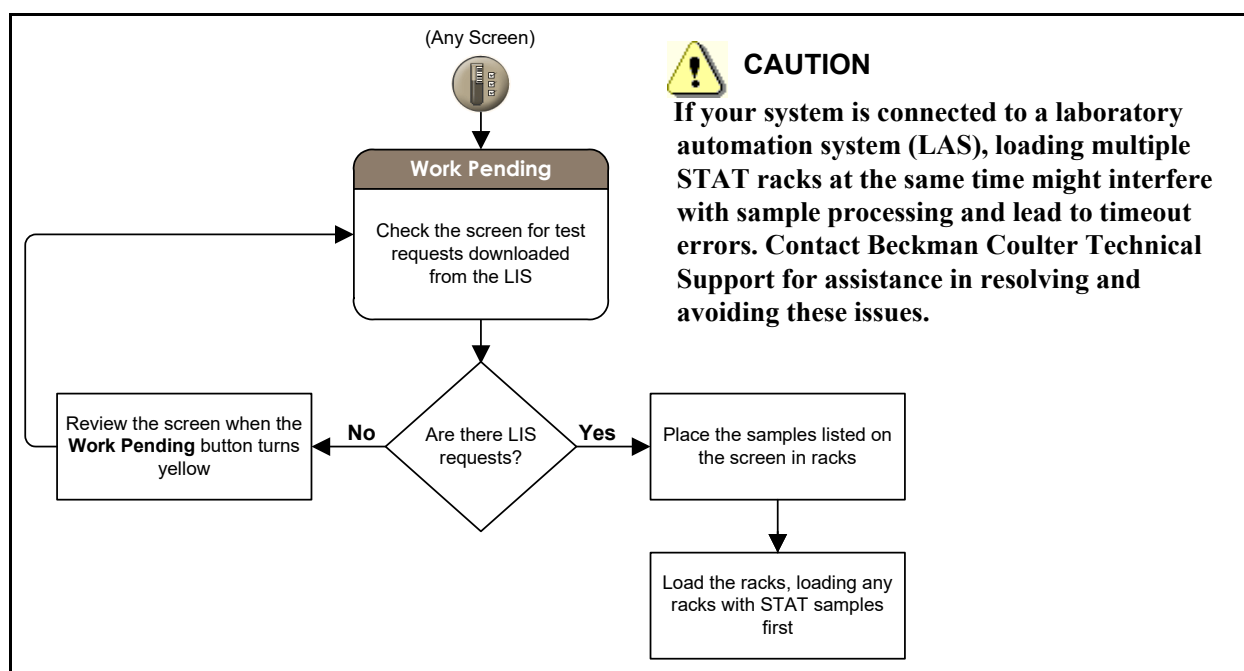 (Any Screen)
CAUTION
If your system is connected to a laboratory
automation system (LAS), loading multiple
STAT racks at the same time might interfere
with sample processing and lead to timeout
errors. Contact Beckman Coulter Technical
Support for assistance in resolving and
avoiding these issues.
Work Pending
Check the screen for test
requests downloaded
from the LIS
Are there LIS
requests?
No
Review the screen when the
Work Pending button turns
yellow
Yes
Place the samples listed on
the screen in racks
Load the racks, loading any
racks with STAT samples
first